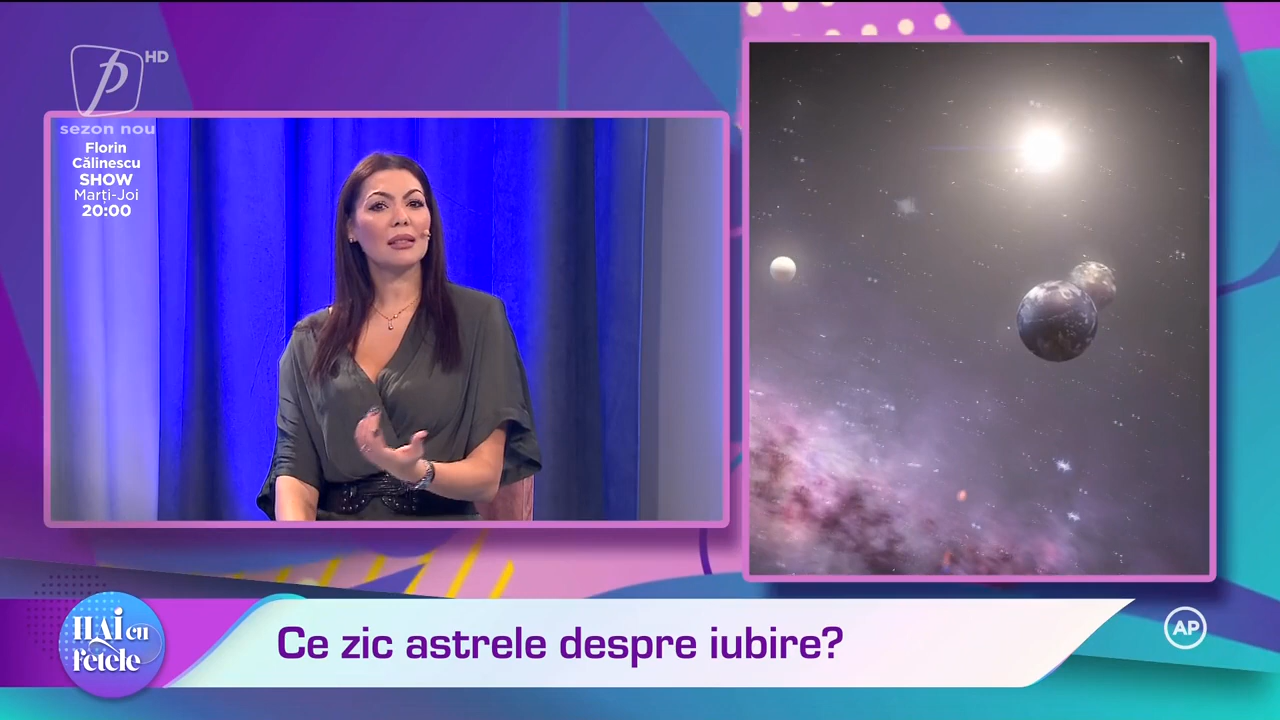 p HD
sezon nou
Florin
Călinescu
SHOW
Marți-Joi
20:00
HAi cu
fetele
Ce zic astrele despre iubire?
AP